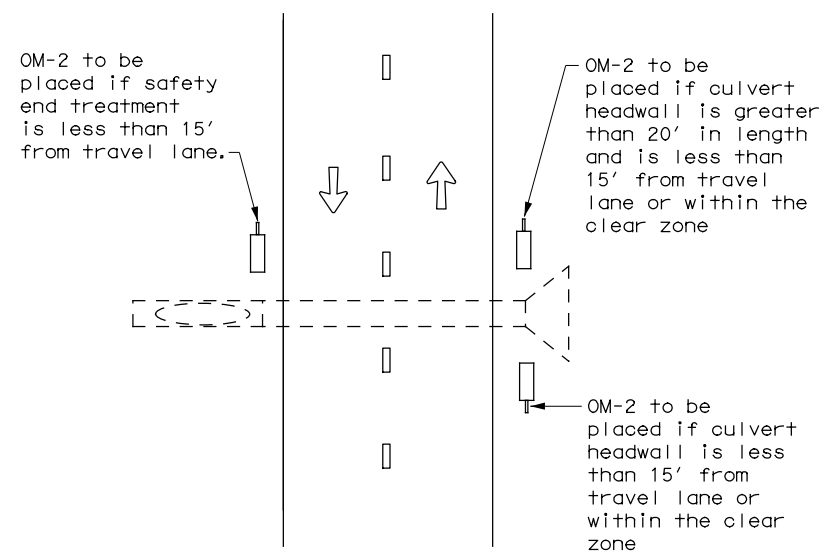 OM-2 to be
placed if safety
end treatment
is less than 15'
from travel lane.
OM-2 to be
placed if culvert
headwall is greater
than 20' in length
and is less than
15' from travel
lane or within the
clear zone
OM-2 to be
placed if culvert
headwall is less
than 15' from
travel lane or
within the clear
zone